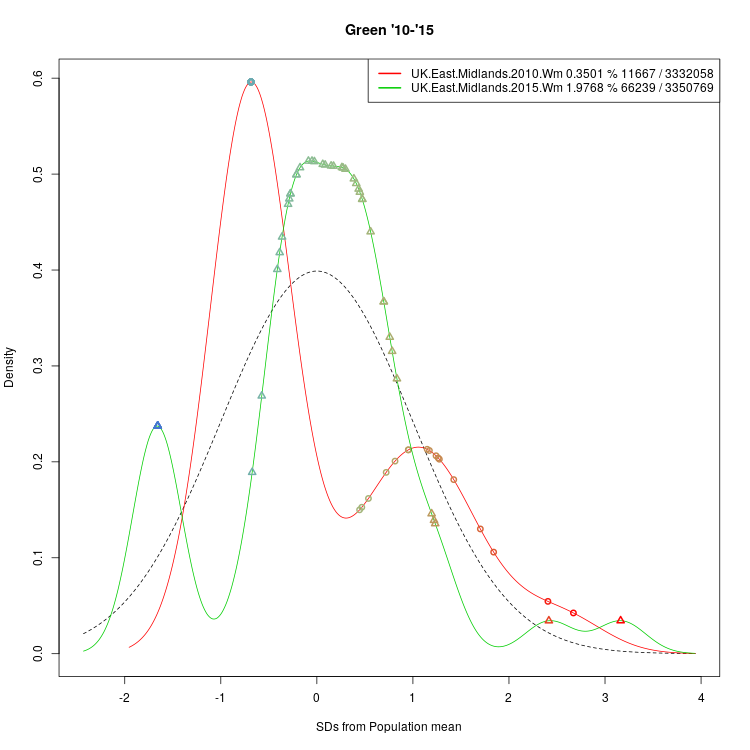 Green '10-'15
UK.East.Midlands.2010.Wm 0.3501 % 11667 / 3332058
UK.East.Midlands.2015.Wm 1.9768 % 66239 / 3350769
Density
0.6
0.5
0.4
0.3
0.2
0.1
0.0
-2 -1 0 1 2 3 4
SDs from Population mean